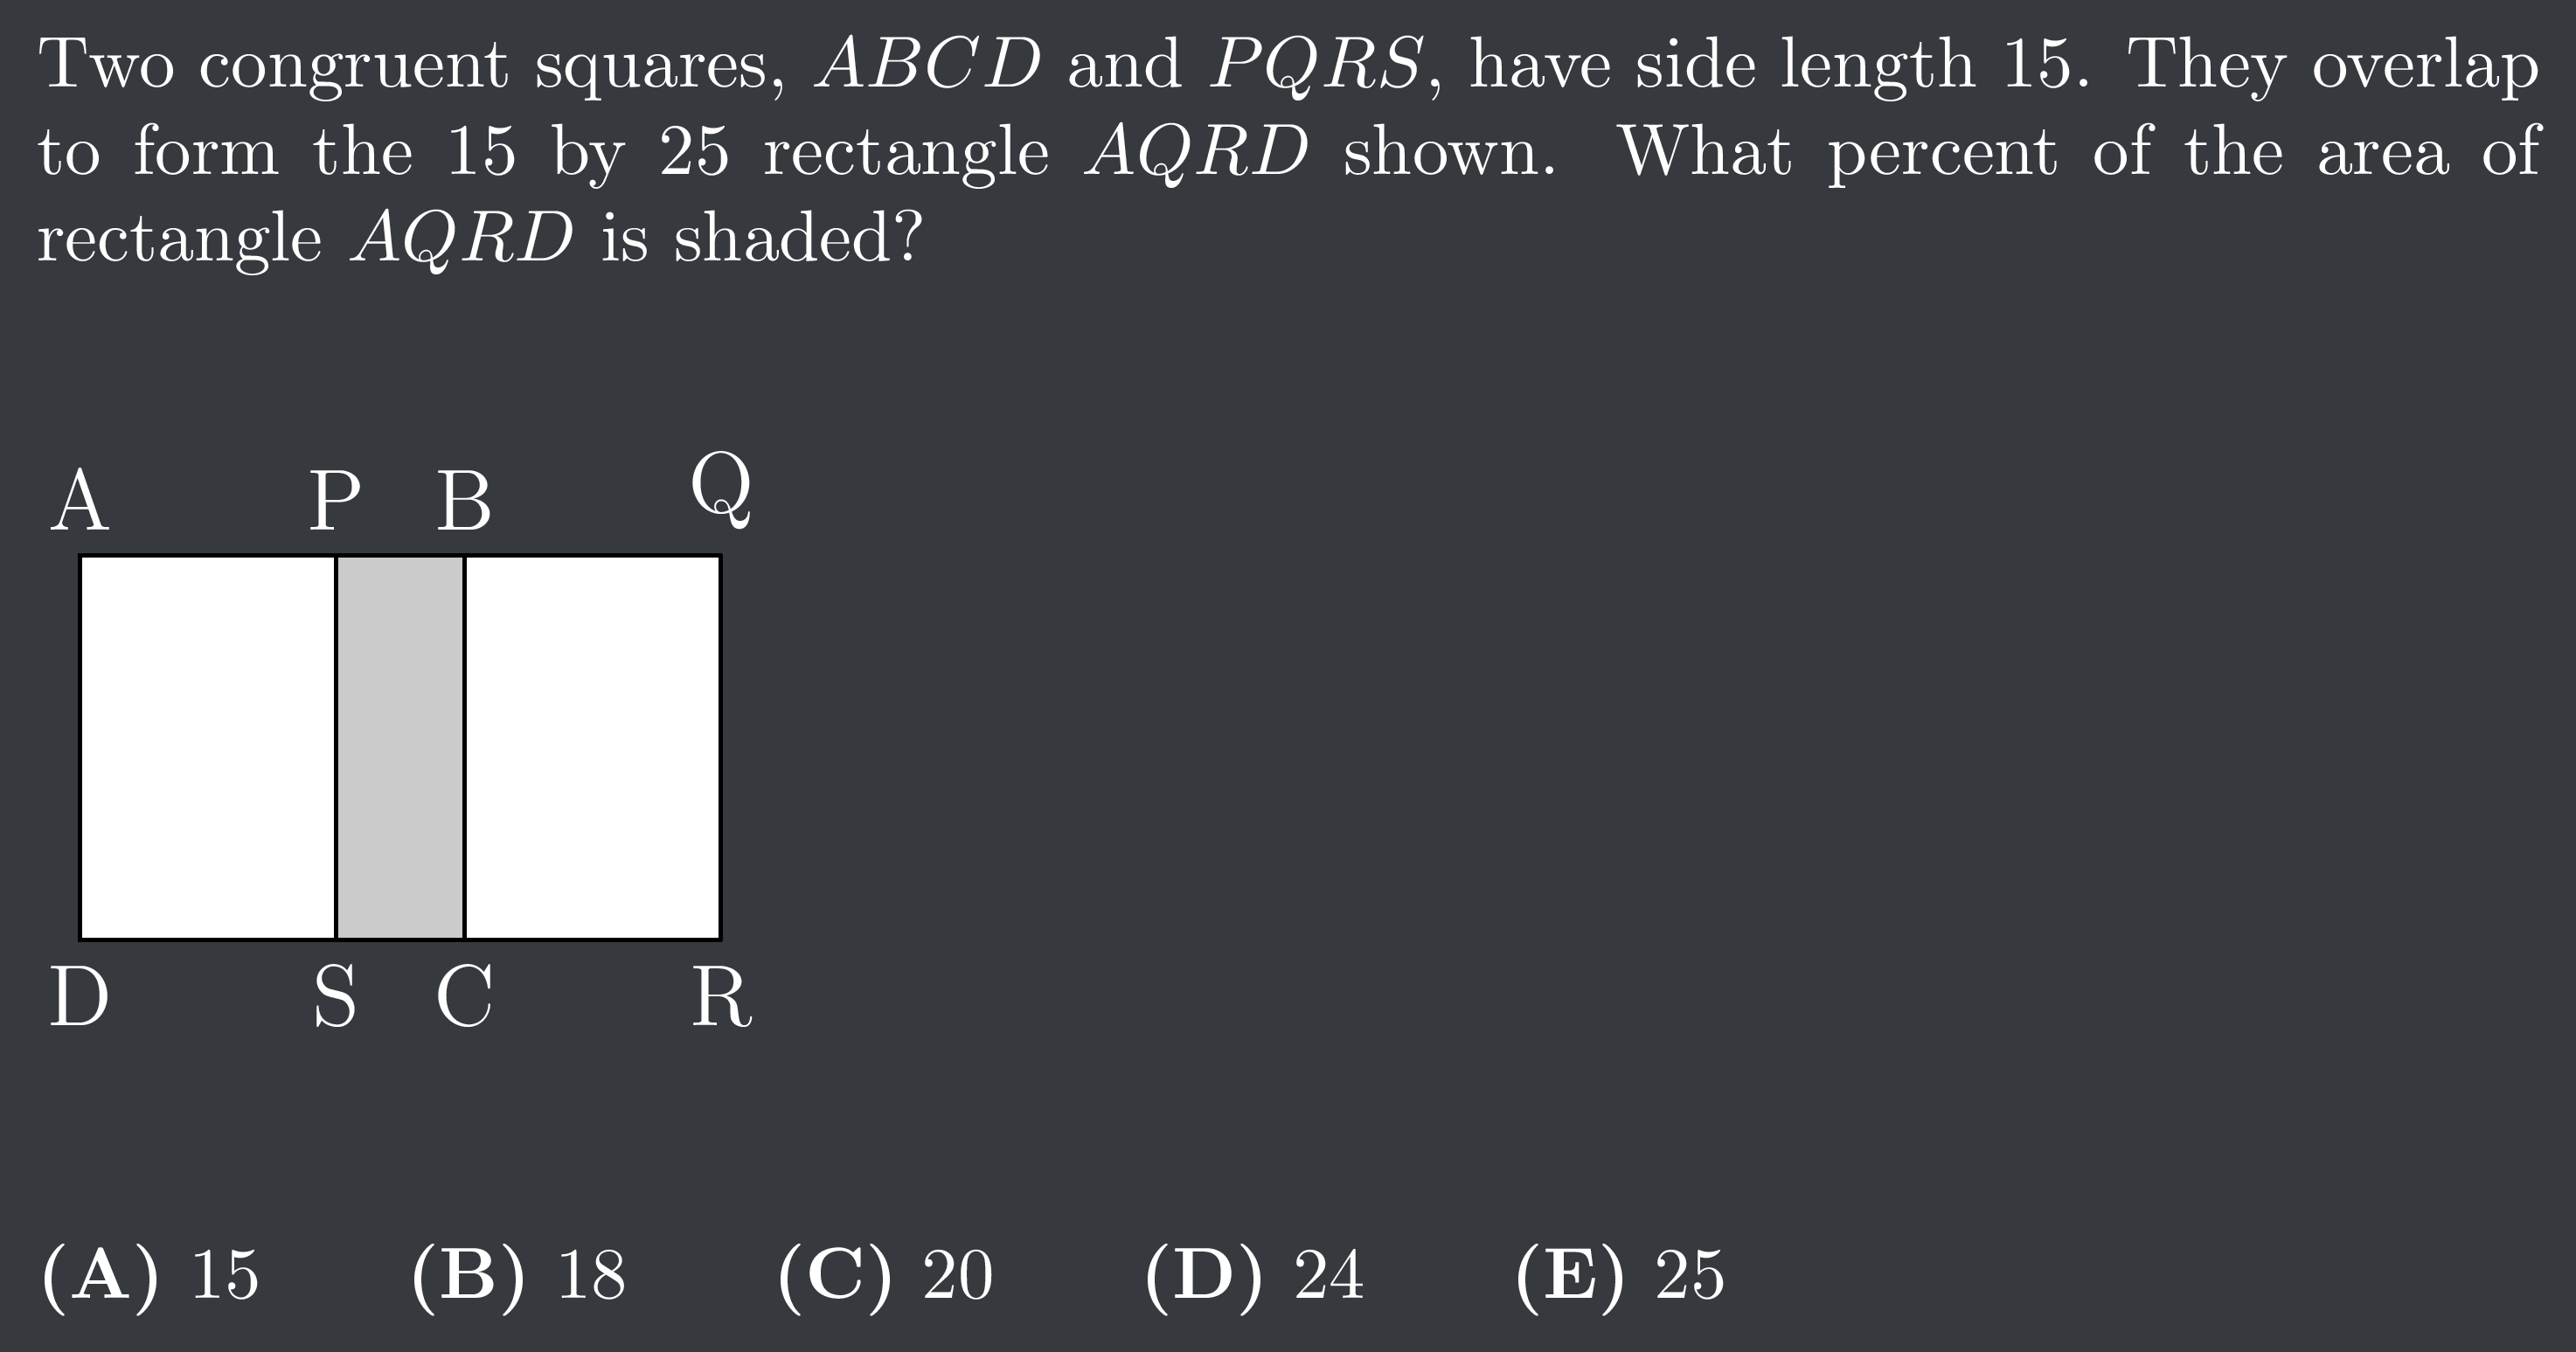 Two congruent squares, ABCD and PQRS, have side length 15. They overlap
to form the 15 by 25 rectangle AQRD shown. What percent of the area of
rectangle AQRD is shaded?
A P B Q
D S C R
(A) 15 (B) 18 (C) 20 (D) 24 (E) 25